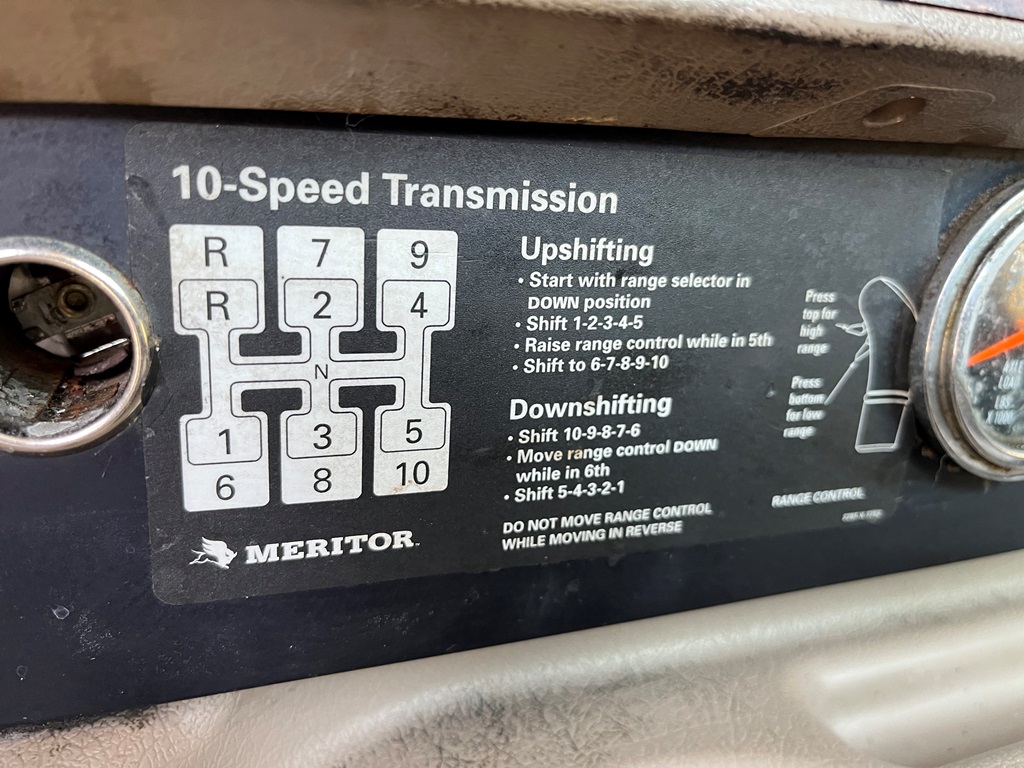 10-Speed Transmission
R 7 9
R 2 4
N
1 3 5
6 8 10
MERITOR
Upshifting
• Start with range selector in
DOWN position
• Shift 1-2-3-4-5
• Raise range control while in 5th
• Shift to 6-7-8-9-10
Downshifting
• Shift 10-9-8-7-6
• Move range control DOWN
while in 6th
• Shift 5-4-3-2-1
DO NOT MOVE RANGE CONTROL
WHILE MOVING IN REVERSE
Press
top for
high
range
Press
bottom
for low
range
RANGE CONTROL
AXLE
LOAD
LBS
X 1000